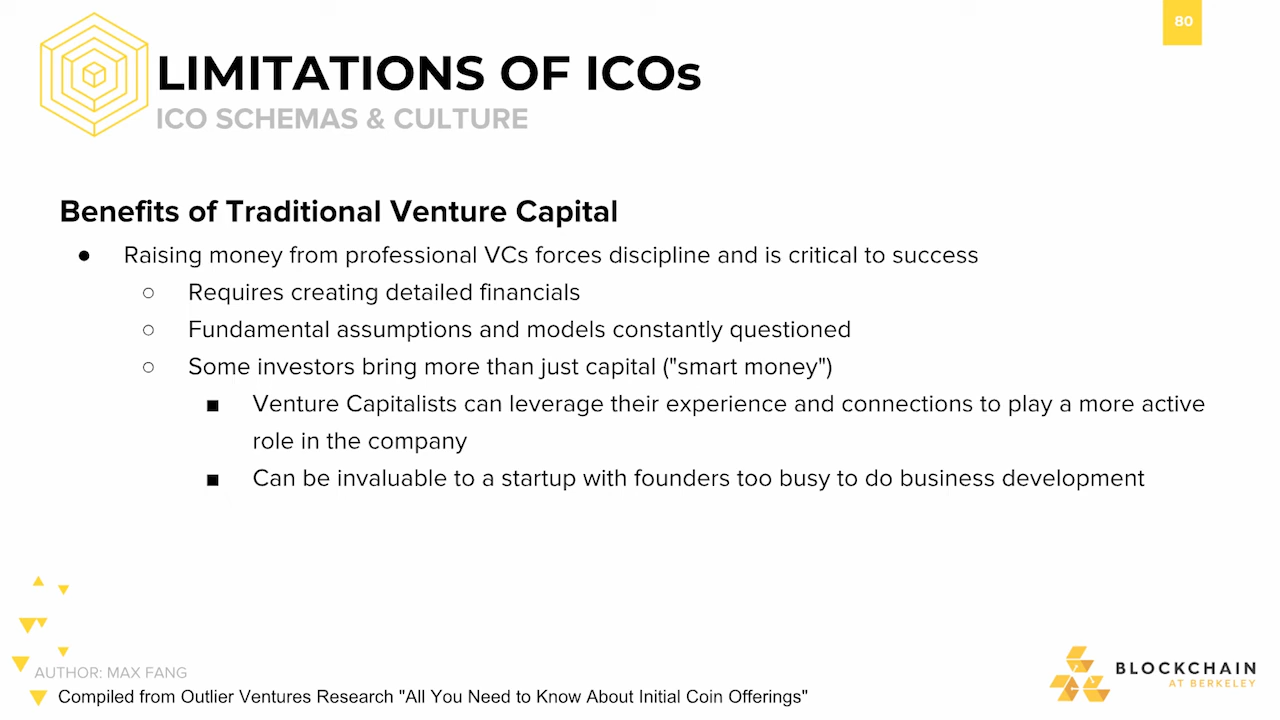 80
LIMITATIONS OF ICOs
ICO SCHEMAS & CULTURE
Benefits of Traditional Venture Capital
● Raising money from professional VCs forces discipline and is critical to success
○ Requires creating detailed financials
○ Fundamental assumptions and models constantly questioned
○ Some investors bring more than just capital ("smart money")
■ Venture Capitalists can leverage their experience and connections to play a more active
role in the company
■ Can be invaluable to a startup with founders too busy to do business development
AUTHOR: MAX FANG
Compiled from Outlier Ventures Research "All You Need to Know About Initial Coin Offerings"
BLOCKCHAIN
AT BERKELEY